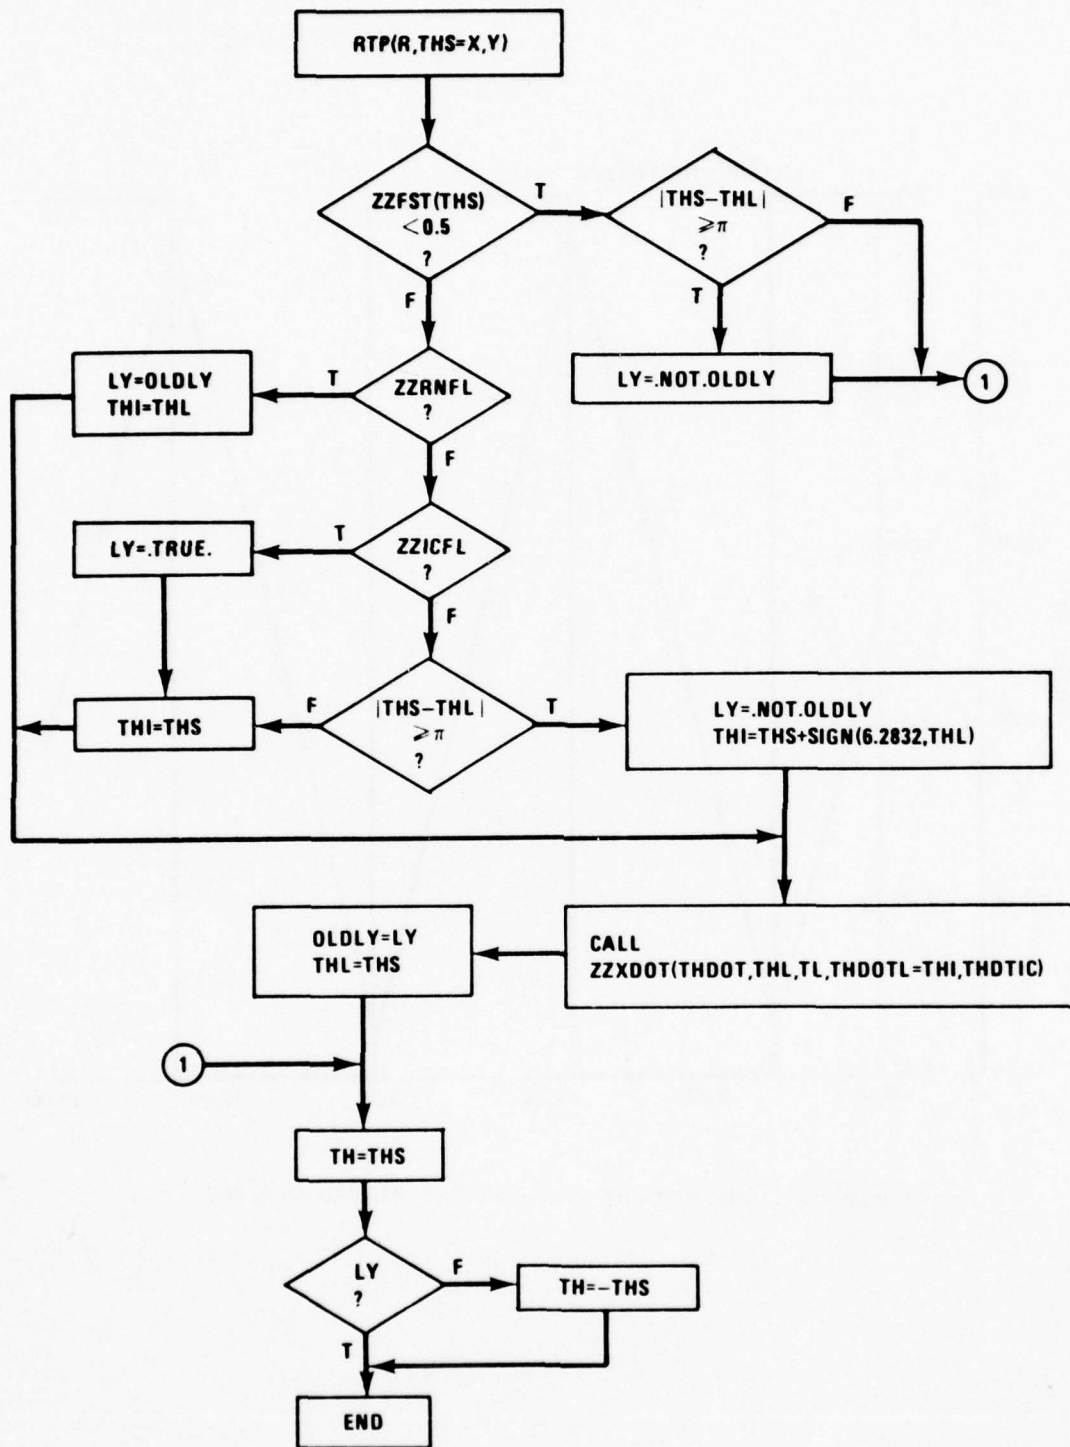 RTP(R,THS=X,Y)
ZZFST(THS)
<0.5
?
T
F
|THS-THL|
≥π
?
F
T
LY=.NOT.OLDLY
1
ZZRNFL
?
T
F
LY=OLDLY
THI=THL
ZZICFL
?
T
F
LY=.TRUE.
|THS-THL|
≥π
?
F
T
THI=THS
LY=.NOT.OLDLY
THI=THS+SIGN(6.2832,THL)
CALL
ZZXDOT(THDOT,THL,TL,THDOTL=THI,THDTIC)
OLDLY=LY
THL=THS
1
TH=THS
LY
?
F
T
TH=-THS
END